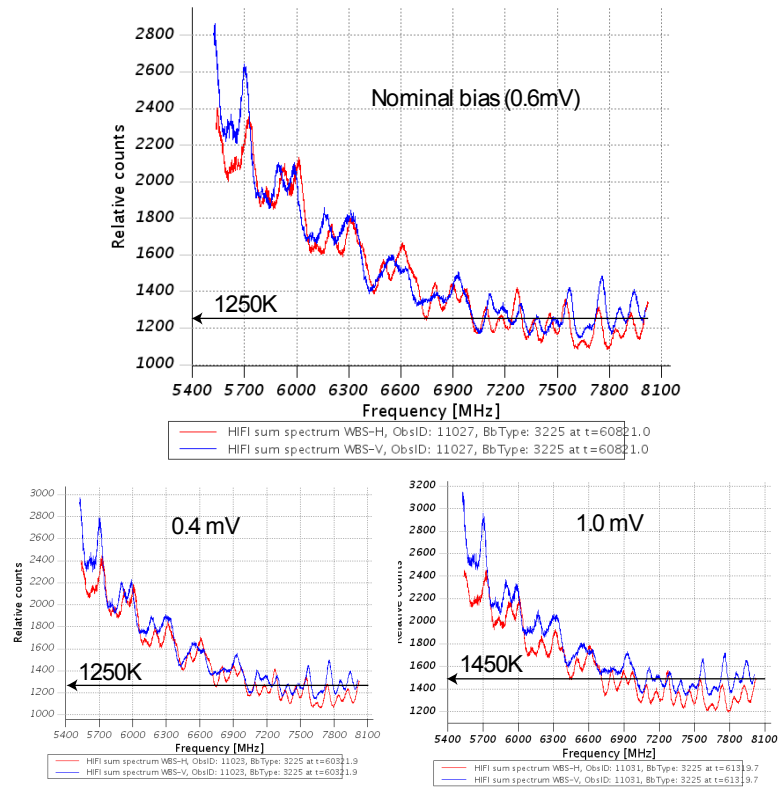 2800
2600
2400
2200
2000
1800
1600
1400
1200
1000
Relative counts
Nominal bias (0.6mV)
1250K
5400 5700 6000 6300 6600 6900 7200 7500 7800 8100
Frequency [MHz]
HIFI sum spectrum WBS-H, ObsID: 11027, BbType: 3225 at t=60821.0
HIFI sum spectrum WBS-V, ObsID: 11027, BbType: 3225 at t=60821.0
3000
2800
2600
2400
2200
2000
1800
1600
1400
1200
1000
Relative counts
0.4 mV
1250K
5400 5700 6000 6300 6600 6900 7200 7500 7800 8100
Frequency [MHz]
HIFI sum spectrum WBS-H, ObsID: 11023, BbType: 3225 at t=60321.9
HIFI sum spectrum WBS-V, ObsID: 11023, BbType: 3225 at t=60321.9
3200
3000
2800
2600
2400
2200
2000
1800
1600
1400
1200
Relative counts
1.0 mV
1450K
5400 5700 6000 6300 6600 6900 7200 7500 7800 8100
Frequency [MHz]
HIFI sum spectrum WBS-H, ObsID: 11031, BbType: 3225 at t=61319.7
HIFI sum spectrum WBS-V, ObsID: 11031, BbType: 3225 at t=61319.7